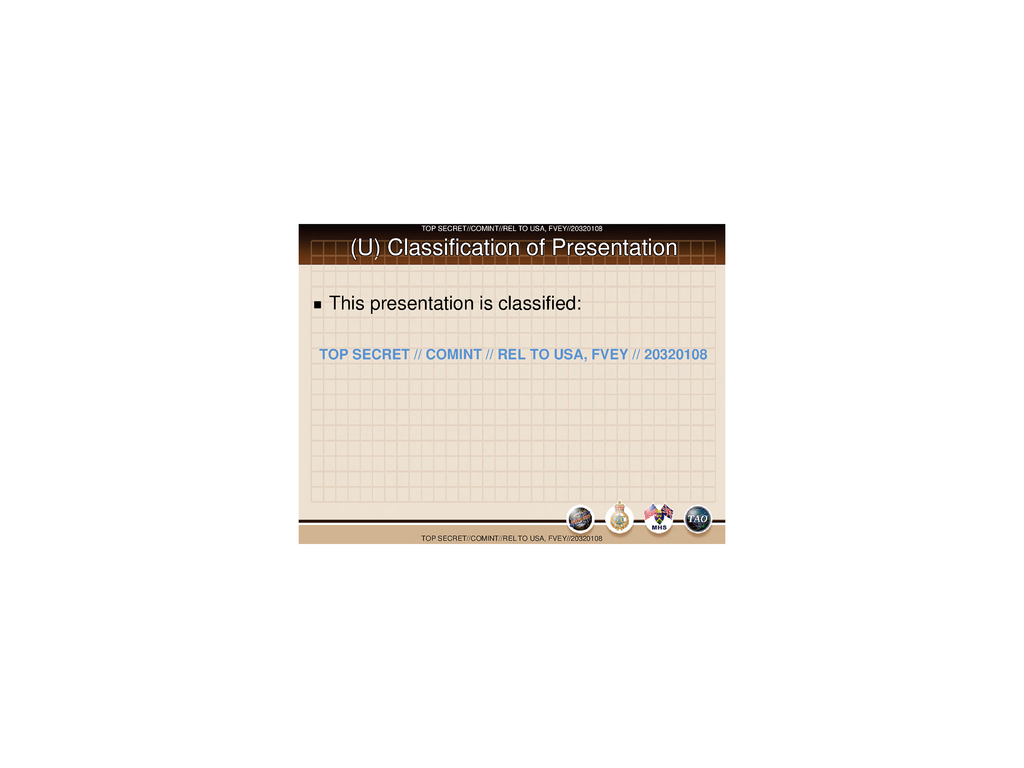 TOP SECRET//COMINT//REL TO USA, FVEY//20320108
(U) Classification of Presentation
This presentation is classified:
TOP SECRET // COMINT // REL TO USA, FVEY // 20320108
MHS
TAO
TOP SECRET//COMINT//REL TO USA, FVEY//20320108